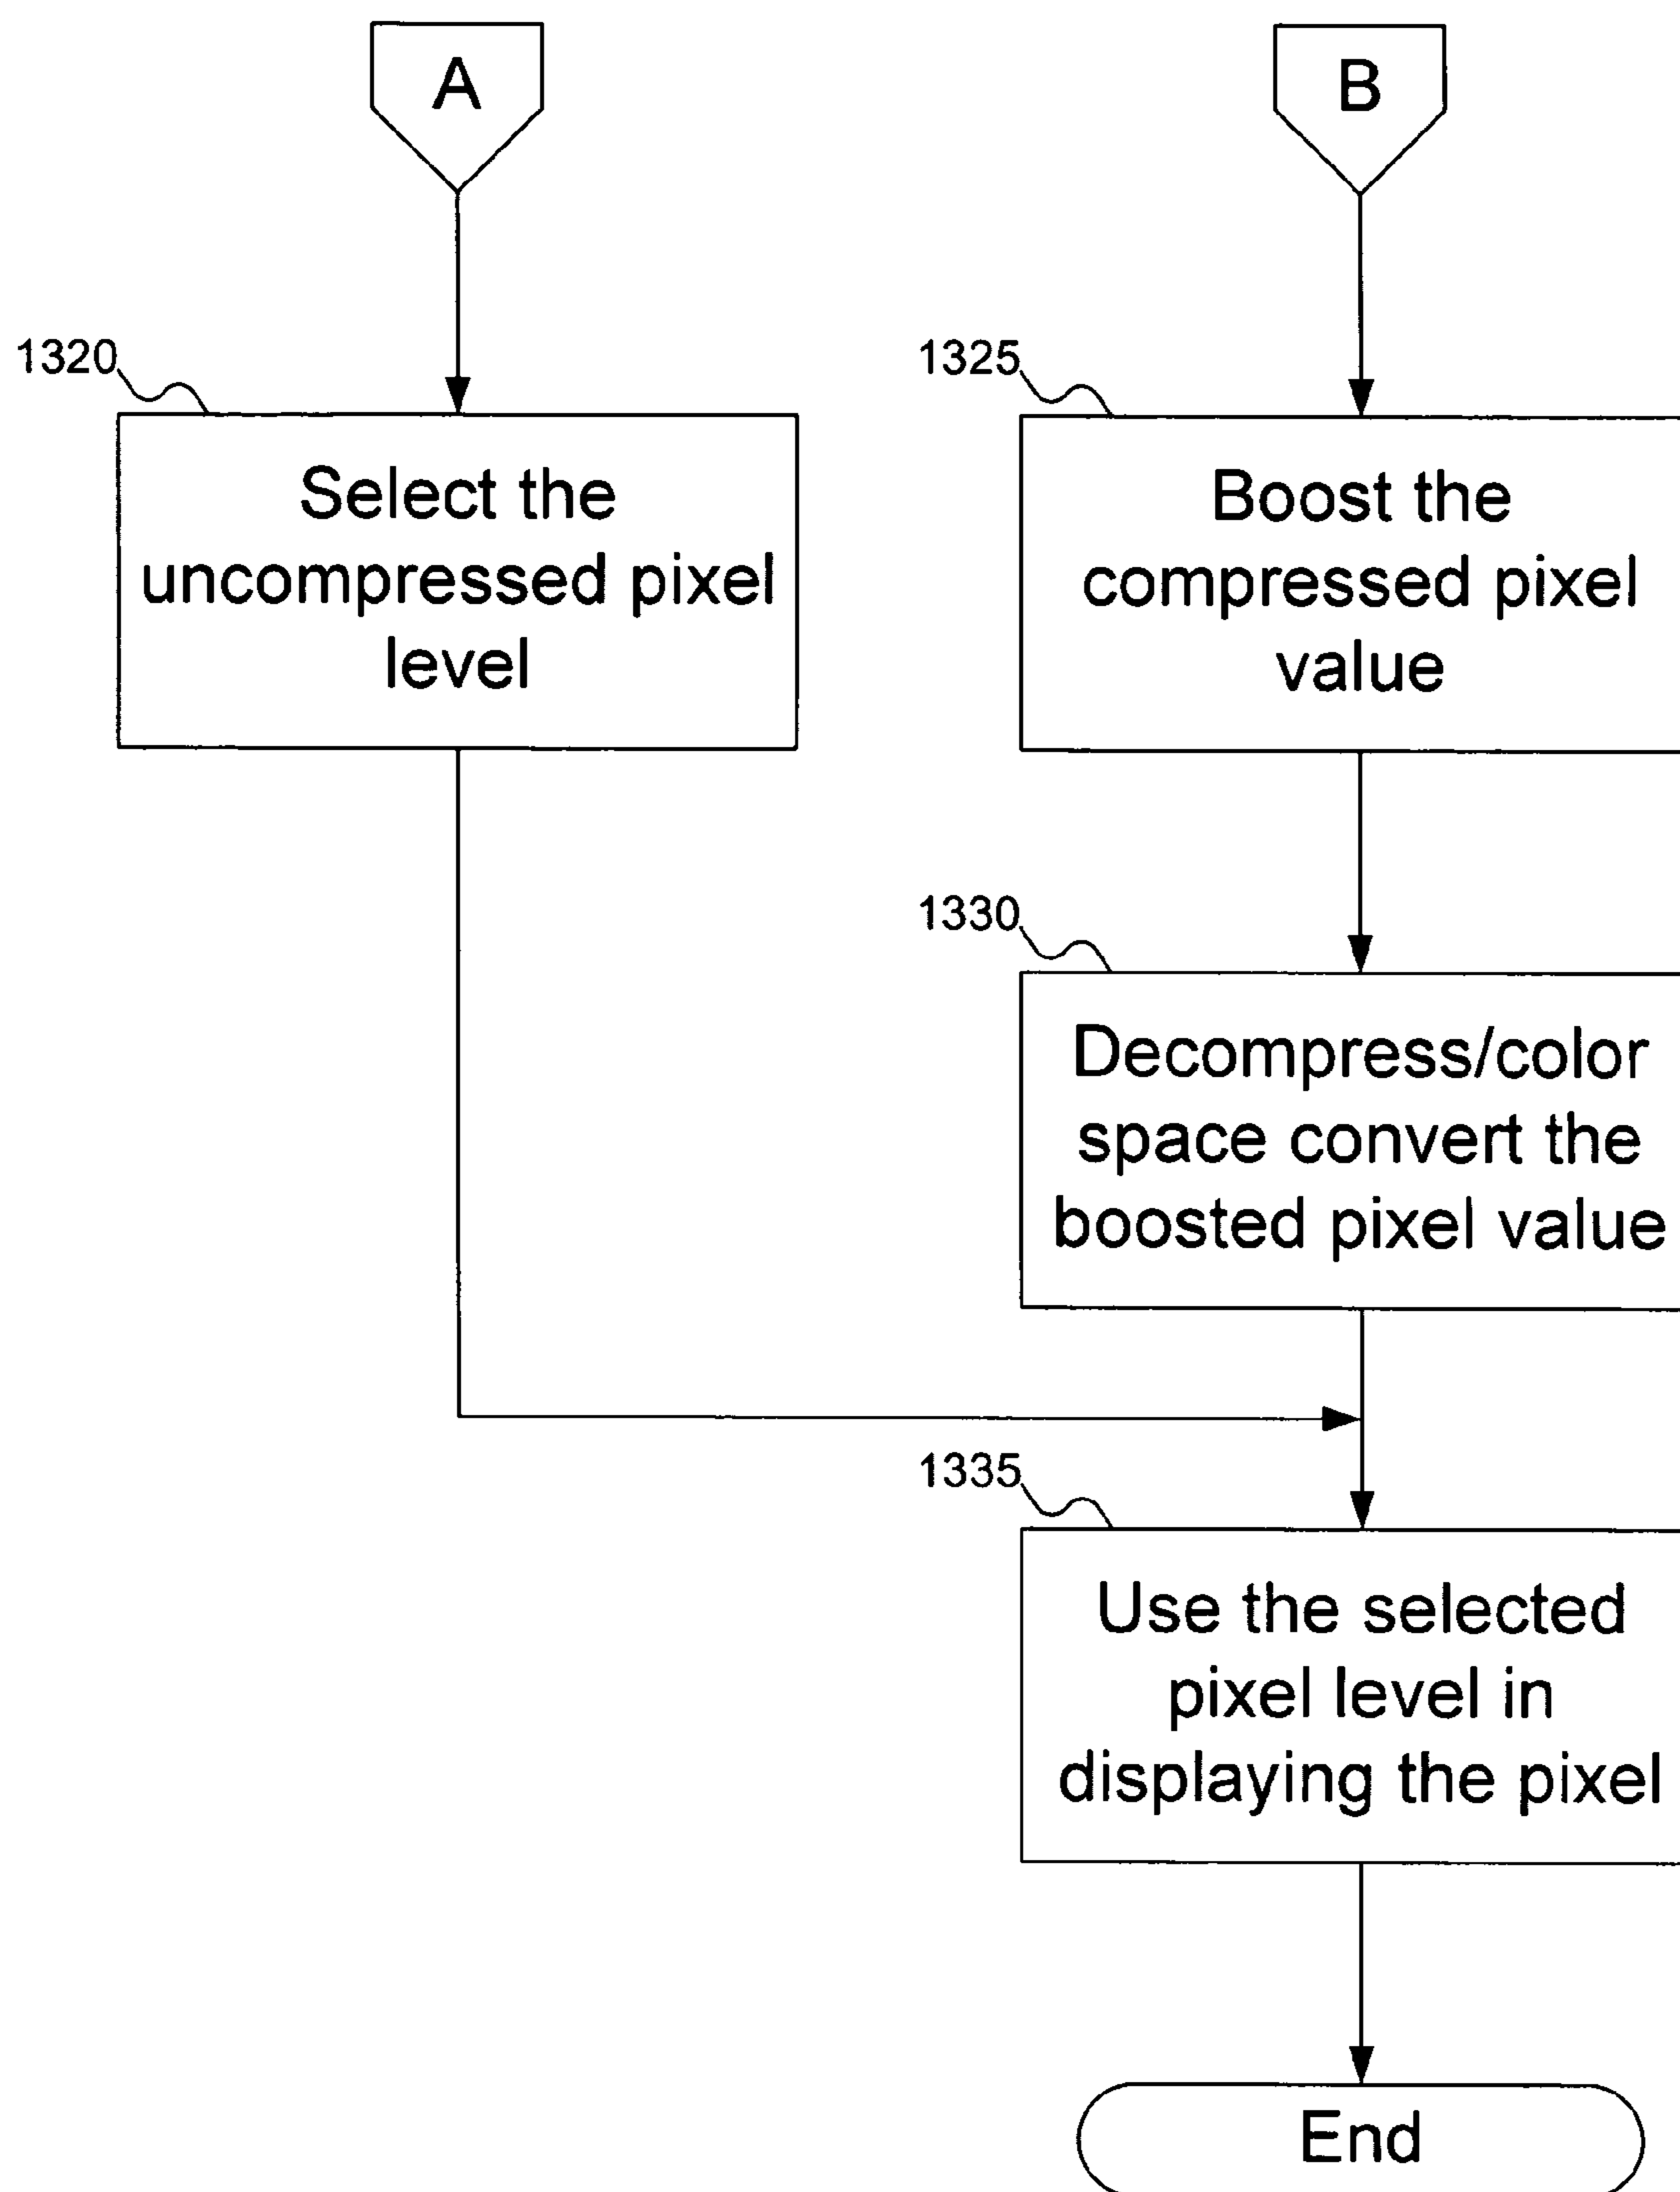 A
B
1320
Select the
uncompressed pixel
level
1325
Boost the
compressed pixel
value
1330
Decompress/color
space convert the
boosted pixel value
1335
Use the selected
pixel level in
displaying the pixel
End